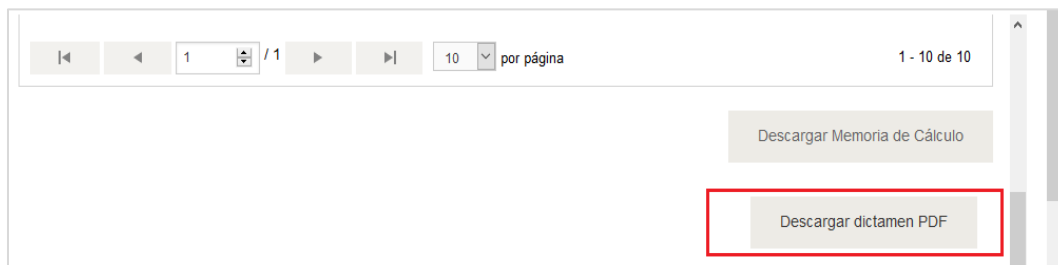 1 / 1 10 por página 1 - 10 de 10
Descargar Memoria de Cálculo
Descargar dictamen PDF